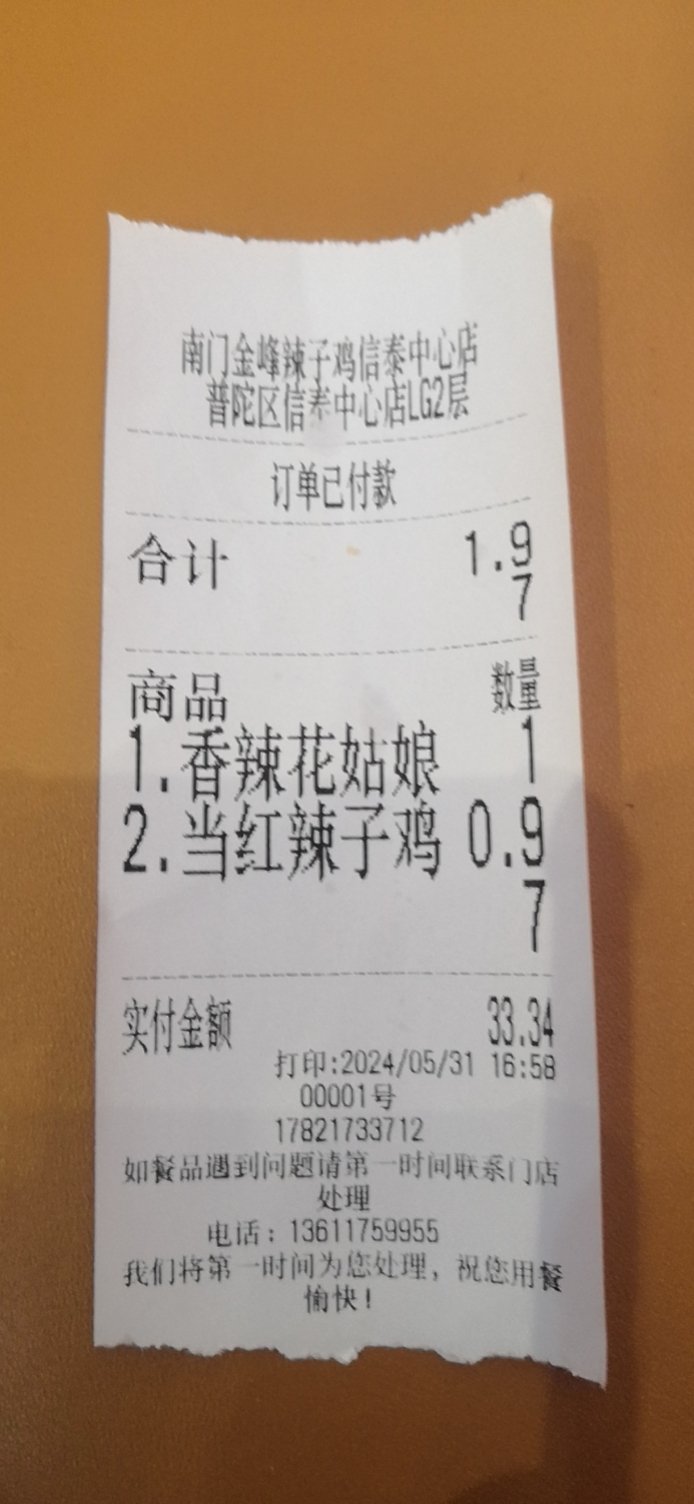 南门金峰辣子鸡信泰中心店
普陀区信泰中心店LG2层
订单已付款
合计 1.9
7
商品 数量
1.香辣花姑娘 1
2.当红辣子鸡 0.9
7
实付金额 33.34
打印:2024/05/31 16:58
00001号
17821733712
如餐品遇到问题请第一时间联系门店
处理
电话：13611759955
我们将第一时间为您处理，祝您用餐
愉快！